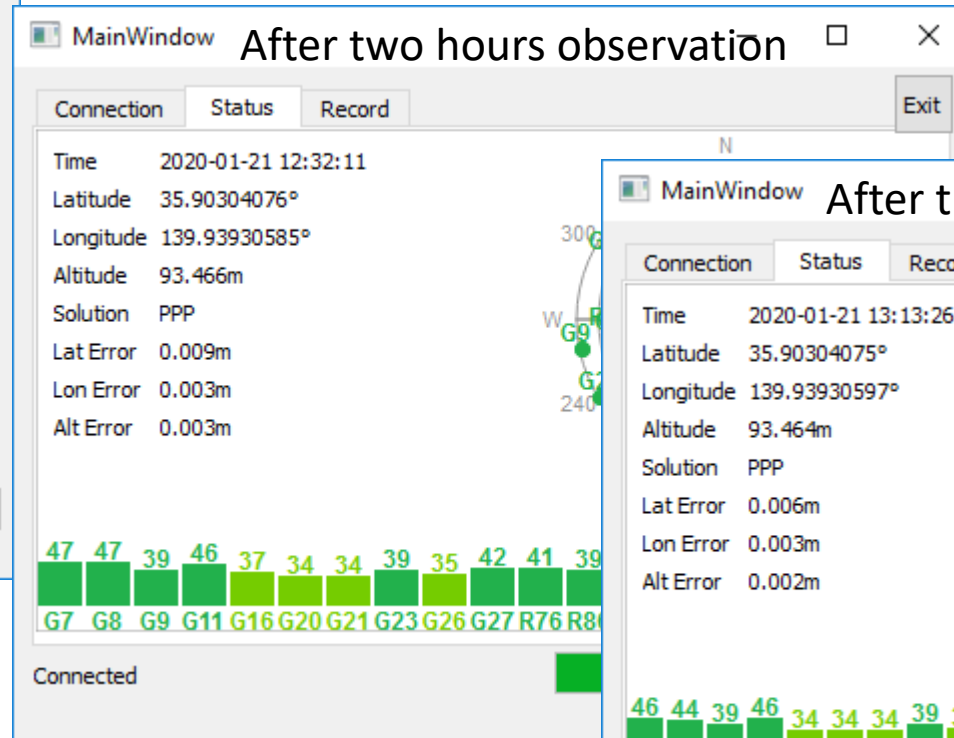 MainWindow After two hours observation
Connection Status Record Exit
Time 2020-01-21 12:32:11
Latitude 35.90304076°
Longitude 139.93930585°
Altitude 93.466m
Solution PPP
Lat Error 0.009m
Lon Error 0.003m
Alt Error 0.003m
N
300
W
G9
240
47 47 39 46 37 34 34 39 35 42 41 39
G7 G8 G9 G11 G16 G20 G21 G23 G26 G27 R76
Connected
MainWindow After
Connection Status
Time 2020-01-21 13:13:26
Latitude 35.90304075°
Longitude 139.93930597°
Altitude 93.464m
Solution PPP
Lat Error 0.006m
Lon Error 0.003m
Alt Error 0.002m
46 44 39 46 34 34 34 39